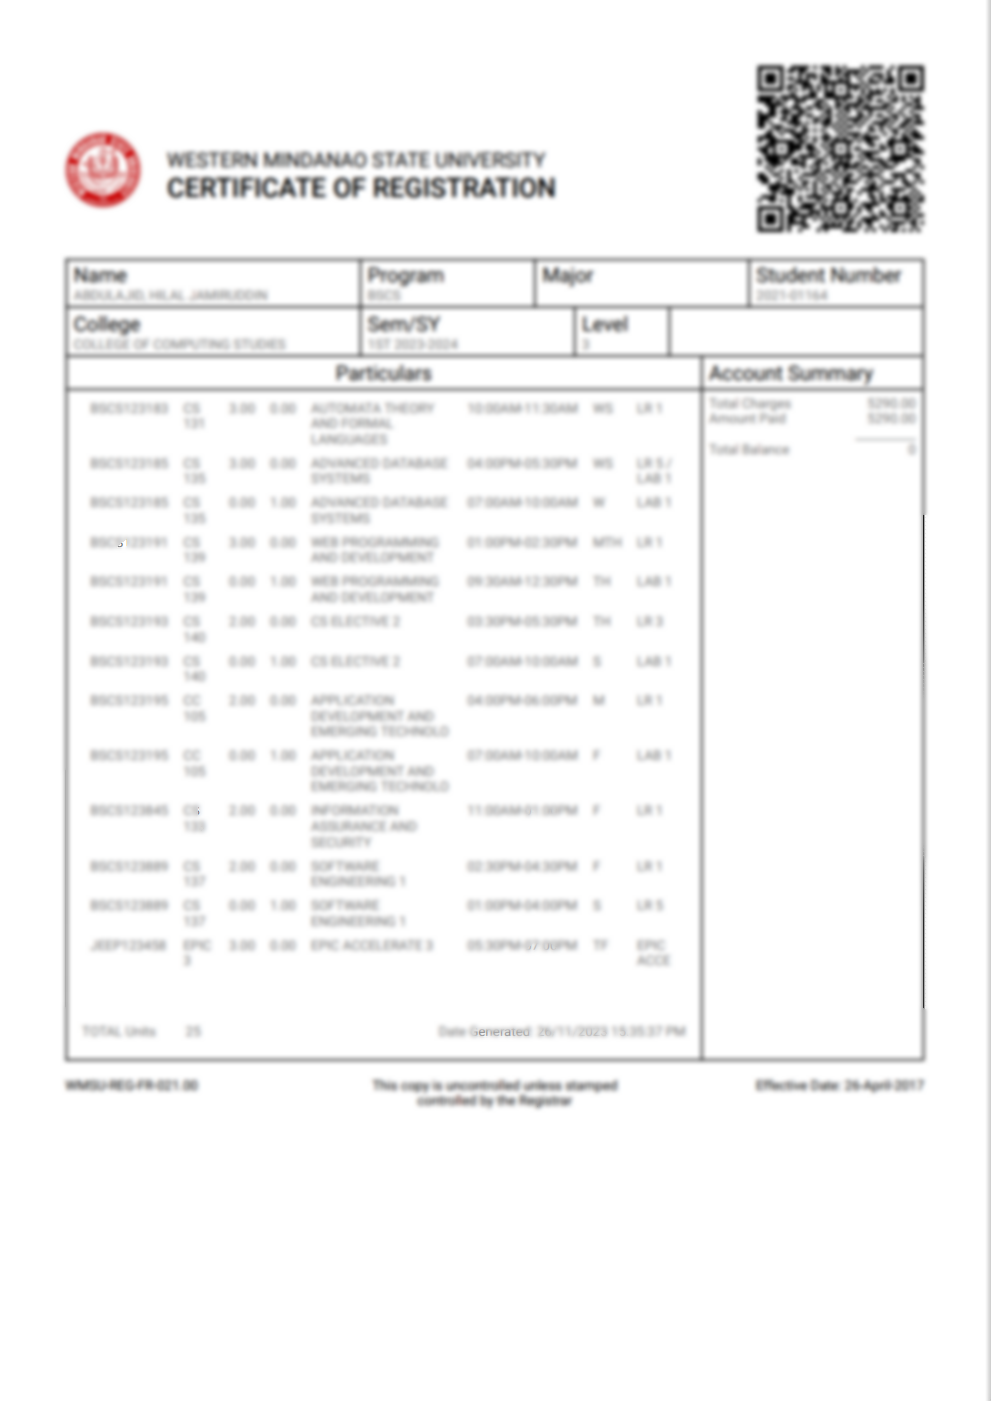 WESTERN MINDANAO STATE UNIVERSITY
CERTIFICATE OF REGISTRATION
Name Program Major Student Number
ABDULAJID, HILAL JAMIRUDDIN BSCS 2021-01164
College Sem/SY Level
COLLEGE OF COMPUTING STUDIES 1ST 2023-2024 3
Particulars Account Summary
Total Charges 5290.00
Amount Paid 5290.00
Total Balance 0
BSCS123183 CS 3.00 0.00 AUTOMATA THEORY 10:00AM-11:30AM WS LR 1
131 AND FORMAL
LANGUAGES
BSCS123185 CS 3.00 0.00 ADVANCED DATABASE 04:00PM-05:30PM WS LR 5 /
135 SYSTEMS LAB 1
BSCS123185 CS 0.00 1.00 ADVANCED DATABASE 07:00AM-10:00AM W LAB 1
135 SYSTEMS
BSCS123191 CS 3.00 0.00 WEB PROGRAMMING 01:00PM-02:30PM MTH LR 1
139 AND DEVELOPMENT
BSCS123191 CS 0.00 1.00 WEB PROGRAMMING 09:30AM-12:30PM TH LAB 1
139 AND DEVELOPMENT
BSCS123193 CS 2.00 0.00 CS ELECTIVE 2 03:30PM-05:30PM TH LR 3
140
BSCS123193 CS 0.00 1.00 CS ELECTIVE 2 07:00AM-10:00AM S LAB 1
140
BSCS123195 CC 2.00 0.00 APPLICATION 04:00PM-06:00PM M LR 1
105 DEVELOPMENT AND
EMERGING TECHNOLO
BSCS123195 CC 0.00 1.00 APPLICATION 07:00AM-10:00AM F LAB 1
105 DEVELOPMENT AND
EMERGING TECHNOLO
BSCS123845 CS 2.00 0.00 INFORMATION 11:00AM-01:00PM F LR 1
133 ASSURANCE AND
SECURITY
BSCS123889 CS 2.00 0.00 SOFTWARE 02:30PM-04:30PM F LR 1
137 ENGINEERING 1
BSCS123889 CS 0.00 1.00 SOFTWARE 01:00PM-04:00PM S LR 5
137 ENGINEERING 1
JEEP123458 EPIC 3.00 0.00 EPIC ACCELERATE 3 05:30PM-07:00PM TF EPIC
3 ACCE
TOTAL Units 25 Date Generated: 26/11/2023 15:35:37 PM
WMSU-REG-FR-021.00 This copy is uncontrolled unless stamped Effective Date: 26-April-2017
controlled by the Registrar